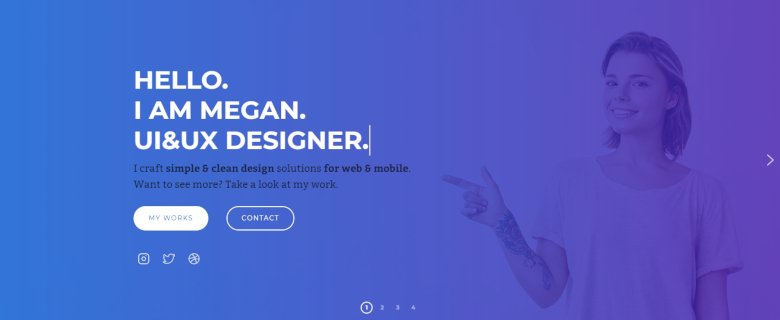 HELLO.
I AM MEGAN.
UI&UX DESIGNER.
I craft simple & clean design solutions for web & mobile.
Want to see more? Take a look at my work.
MY WORKS CONTACT
1 2 3 4